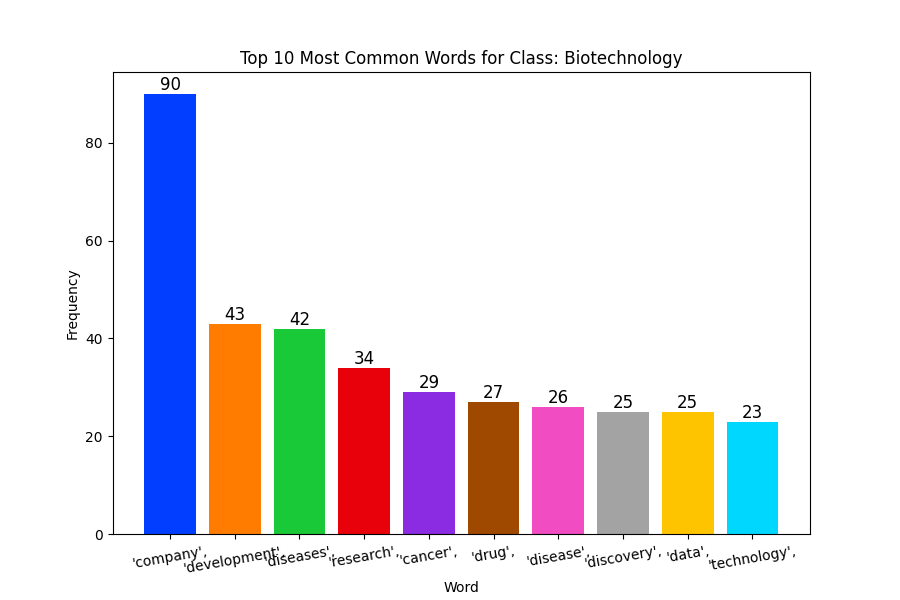 Top 10 Most Common Words for Class: Biotechnology
90
43
42
34
29
27
26
25
25
23
80
60
40
20
0
Frequency
'company',
'development',
'diseases',
'research',
'cancer',
'drug',
'disease',
'discovery',
'data',
'technology',
Word